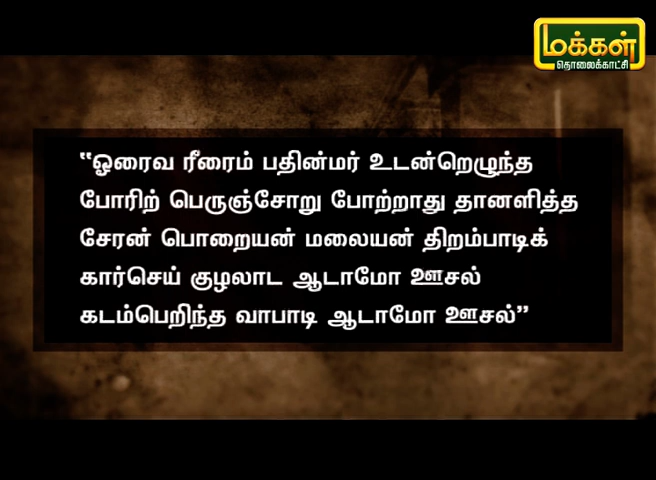 மக்கள்
தொலைக்காட்சி
“ஓரைவ ரீரைம் பதின்மர் உடன்றெழுந்த
போரிற் பெருஞ்சோறு போற்றாது தானளித்த
சேரன் பொறையன் மலையன் திறம்பாடிக்
கார்செய் குழலாட ஆடாமோ ஊசல்
கடம்பெறிந்த வாபாடி ஆடாமோ ஊசல்”